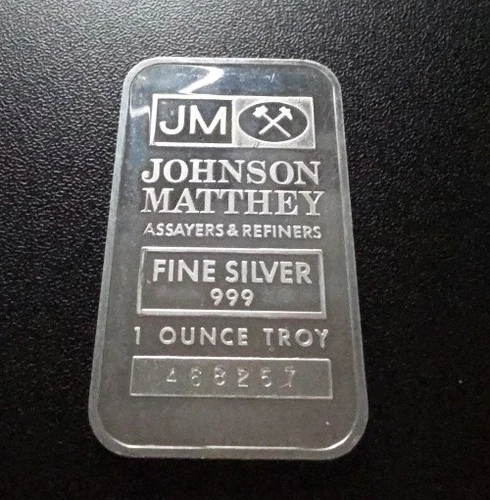 JM
JOHNSON
MATTHEY
ASSAYERS & REFINERS
FINE SILVER
999
1 OUNCE TROY
468257